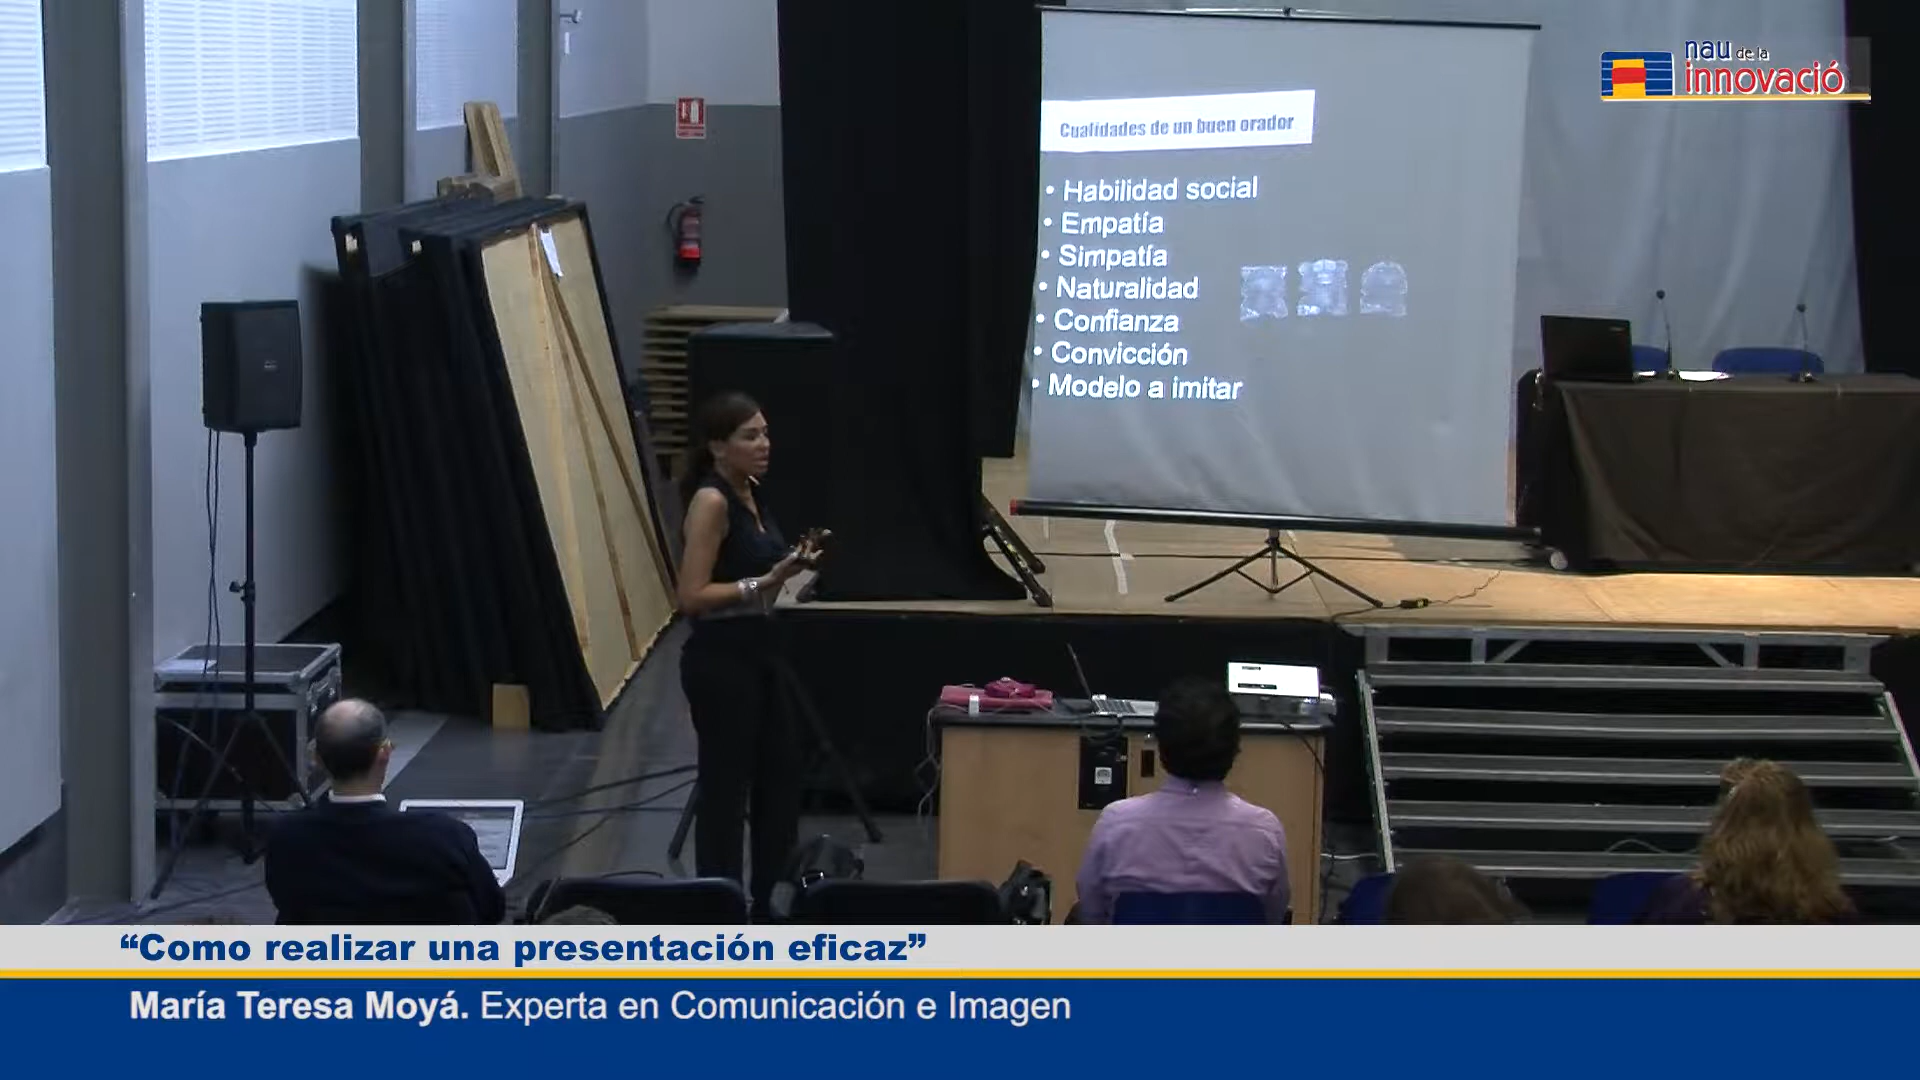 nau de la
innovació
Cualidades de un buen orador
• Habilidad social
• Empatía
• Simpatía
• Naturalidad
• Confianza
• Convicción
• Modelo a imitar
“Como realizar una presentación eficaz”
María Teresa Moyá. Experta en Comunicación e Imagen